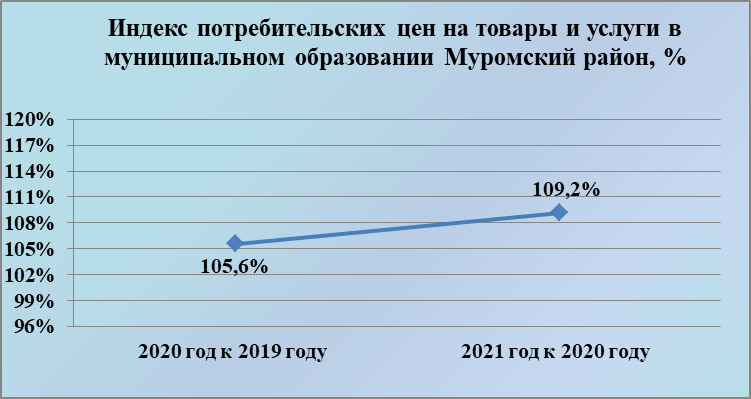 Индекс потребительских цен на товары и услуги в
муниципальном образовании Муромский район, %
120%
117%
114%
111%
108%
105%
102%
99%
96%
109,2%
105,6%
2020 год к 2019 году
2021 год к 2020 году